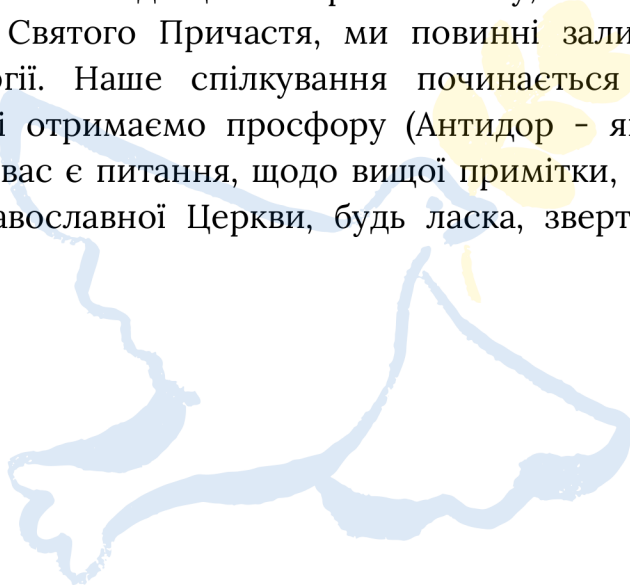 Святого Причастя, ми повинні зали
гії. Наше спілкування починається
і отримаємо просфору (Антидор - я
вас є питання, щодо вищої примітки,
авославної Церкви, будь ласка, зверт